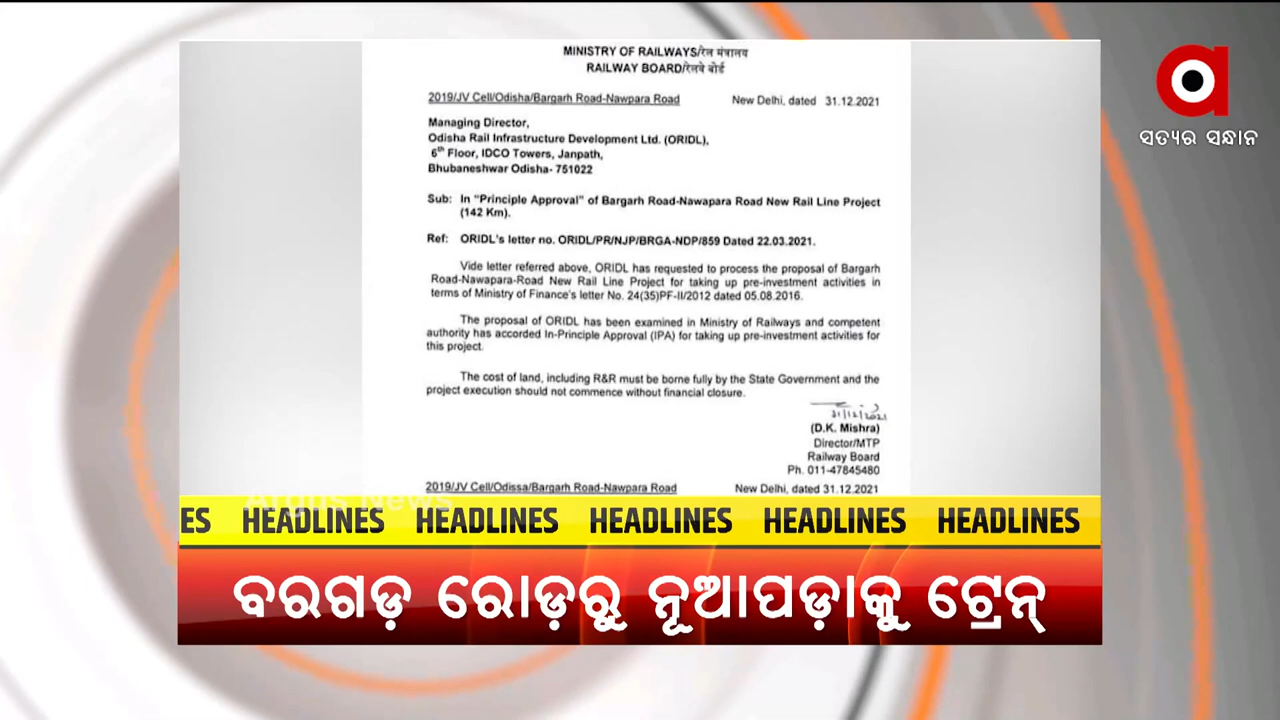 MINISTRY OF RAILWAYS/रेल मंत्रालय
RAILWAY BOARD/रेलवे बोर्ड
2019/JV Cell/Odisha/Bargarh Road-Nawpara Road New Delhi, dated 31.12.2021
Managing Director,
Odisha Rail Infrastructure Development Ltd. (ORIDL),
6th Floor, IDCO Towers, Janpath,
Bhubaneshwar Odisha- 751022
Sub: In "Principle Approval" of Bargarh Road-Nawapara Road New Rail Line Project
(142 Km).
Ref: ORIDL's letter no. ORIDL/PR/NJP/BRGA-NDP/859 Dated 22.03.2021.
Vide letter referred above, ORIDL has requested to process the proposal of Bargarh
Road-Nawapara-Road New Rail Line Project for taking up pre-investment activities in
terms of Ministry of Finance's letter No. 24(35)PF-II/2012 dated 05.08.2016.
The proposal of ORIDL has been examined in Ministry of Railways and competent
authority has accorded In-Principle Approval (IPA) for taking up pre-investment activities for
this project.
The cost of land, including R&R must be borne fully by the State Government and the
project execution should not commence without financial closure.
31/12/2021
(D.K. Mishra)
Director/MTP
Railway Board
Ph. 011-47845480
2019/JV Cell/Odissa/Bargarh Road-Nawpara Road New Delhi, dated 31.12.2021
a
ସତ୍ୟର ସନ୍ଧାନ
Argus News
ES HEADLINES HEADLINES HEADLINES HEADLINES HEADLINES
ବରଗଡ଼ ରୋଡ଼ରୁ ନୂଆପଡ଼ାକୁ ଟ୍ରେନ୍